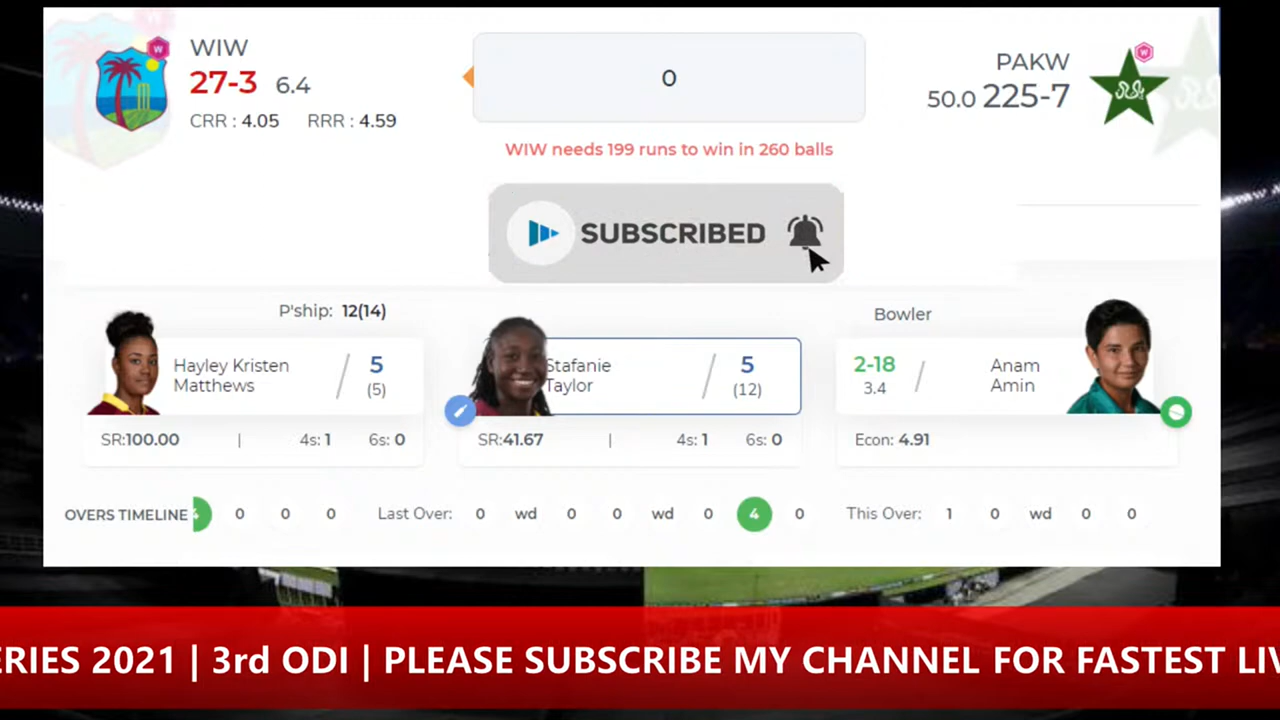 WIW
27-3 6.4
CRR : 4.05 RRR : 4.59
0
PAKW
50.0 225-7
WIW needs 199 runs to win in 260 balls
SUBSCRIBED
P'ship: 12(14)
Bowler
Hayley Kristen
Matthews
5
(5)
SR:100.00 | 4s: 1 6s: 0
Stafanie
Taylor
5
(12)
SR:41.67 | 4s: 1 6s: 0
2-18
3.4
Anam
Amin
Econ: 4.91
OVERS TIMELINE 4 0 0 0 Last Over: 0 wd 0 0 wd 0 4 0 This Over: 1 0 wd 0 0
ERIES 2021 | 3rd ODI | PLEASE SUBSCRIBE MY CHANNEL FOR FASTEST LIV